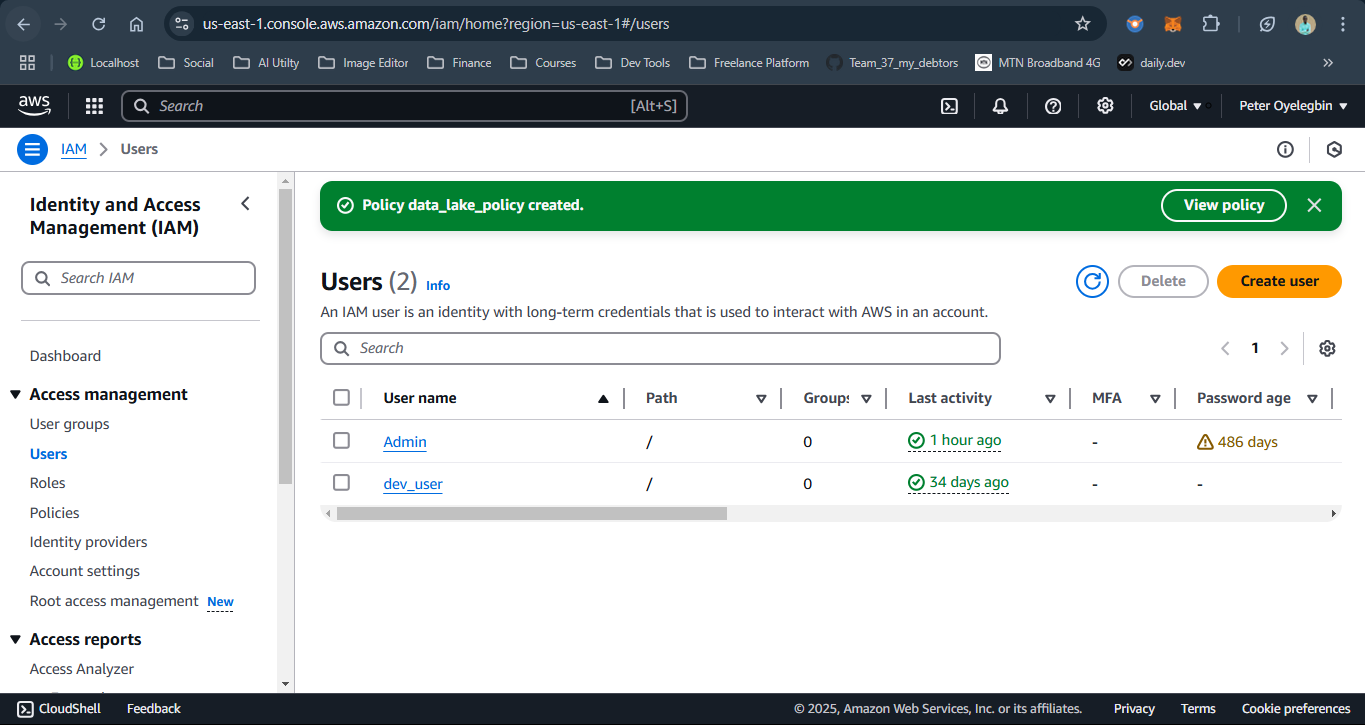 us-east-1.console.aws.amazon.com/iam/home?region=us-east-1#/users
Localhost Social AI Utilty Image Editor Finance Courses Dev Tools Freelance Platform Team_37_my_debtors MTN Broadband 4G daily.dev »
aws Search [Alt+S] Global Peter Oyelegbin
IAM Users
Identity and Access
Management (IAM)
Search IAM
Dashboard
Access management
User groups
Users
Roles
Policies
Identity providers
Account settings
Root access management New
Access reports
Access Analyzer
Policy data_lake_policy created. View policy
Users (2) Info Delete Create user
An IAM user is an identity with long-term credentials that is used to interact with AWS in an account.
Search 1
User name Path Groups Last activity MFA Password age
Admin / 0 1 hour ago - 486 days
dev_user / 0 34 days ago - -
CloudShell Feedback © 2025, Amazon Web Services, Inc. or its affiliates. Privacy Terms Cookie preferences